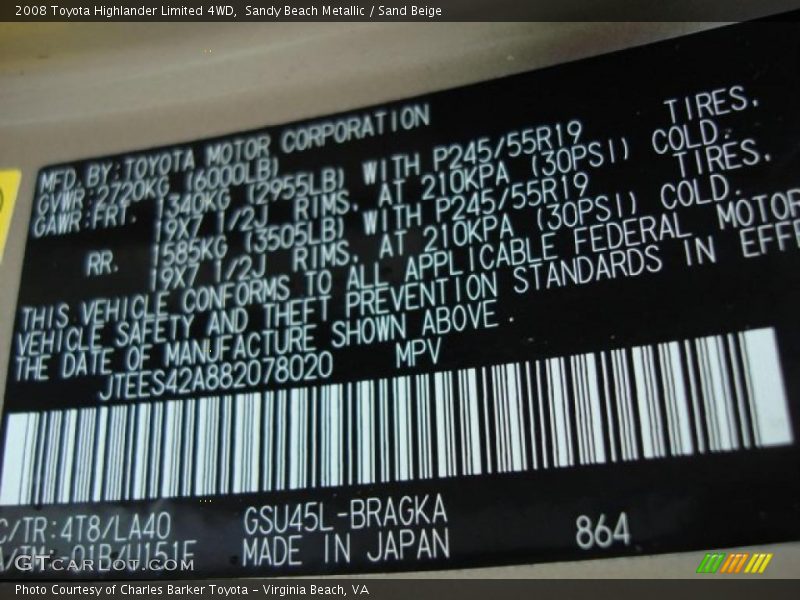 2008 Toyota Highlander Limited 4WD,  Sandy Beach Metallic / Sand Beige
MFD.BY:TOYOTA MOTOR CORPORATION
GVWR:2720KG (6000LB)
GAWR:FRT. 1340KG (2955LB) WITH P245/55R19 TIRES,
19X7 1/2J RIMS, AT 210KPA (30PSI) COLD.
RR. 1585KG (3505LB) WITH P245/55R19 TIRES,
19X7 1/2J RIMS, AT 210KPA (30PSI) COLD.
THIS VEHICLE CONFORMS TO ALL APPLICABLE FEDERAL MOTOR
VEHICLE SAFETY AND THEFT PREVENTION STANDARDS IN EFFE
THE DATE OF MANUFACTURE SHOWN ABOVE.
JTEES42A882078020 MPV
C/TR:4T8/LA40 GSU45L-BRAGKA 864
MADE IN JAPAN
GTcarlot.com
Photo Courtesy of Charles Barker Toyota - Virginia Beach, VA